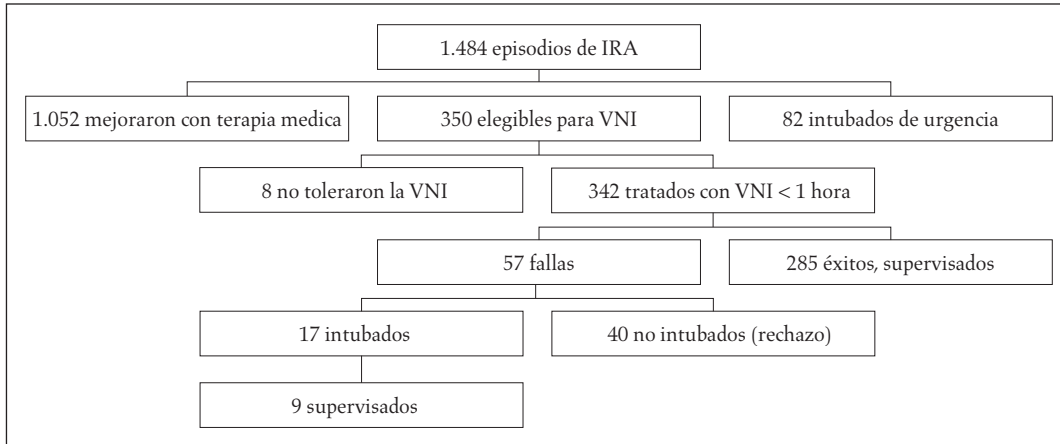 1.484 episodios de IRA
1.052 mejoraron con terapia medica
350 elegibles para VNI
82 intubados de urgencia
8 no toleraron la VNI
342 tratados con VNI < 1 hora
57 fallas
285 éxitos, supervisados
17 intubados
40 no intubados (rechazo)
9 supervisados